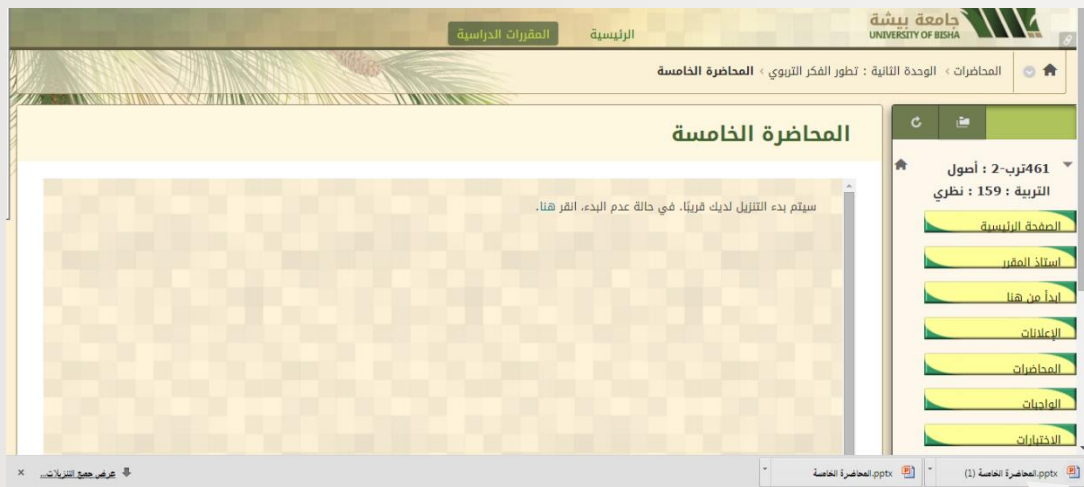 جامعة بيشة
UNIVERSITY OF BISHA
الرئيسية
المقررات الدراسية
المحاضرات › الوحدة الثانية : تطور الفكر التربوي › المحاضرة الخامسة
المحاضرة الخامسة
سيتم بدء التنزيل لديك قريبًا. في حالة عدم البدء، انقر هنا.
461ترب-2 : أصول
التربية : 159 : نظري
الصفحة الرئيسية
استاذ المقرر
ابدأ من هنا
الإعلانات
المحاضرات
الواجبات
الاختبارات
المحاضرة الخامسة (1).pptx
المحاضرة الخامسة.pptx
عرض جميع التنزيلات...